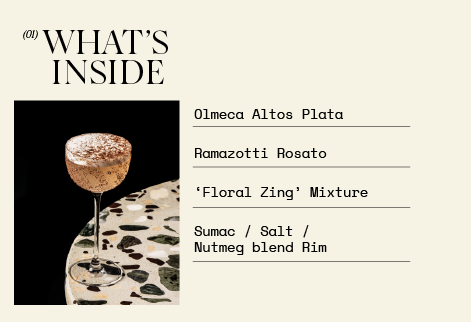 (01) WHAT'S
INSIDE
Olmeca Altos Plata
Ramazotti Rosato
‘Floral Zing’ Mixture
Sumac / Salt /
Nutmeg blend Rim